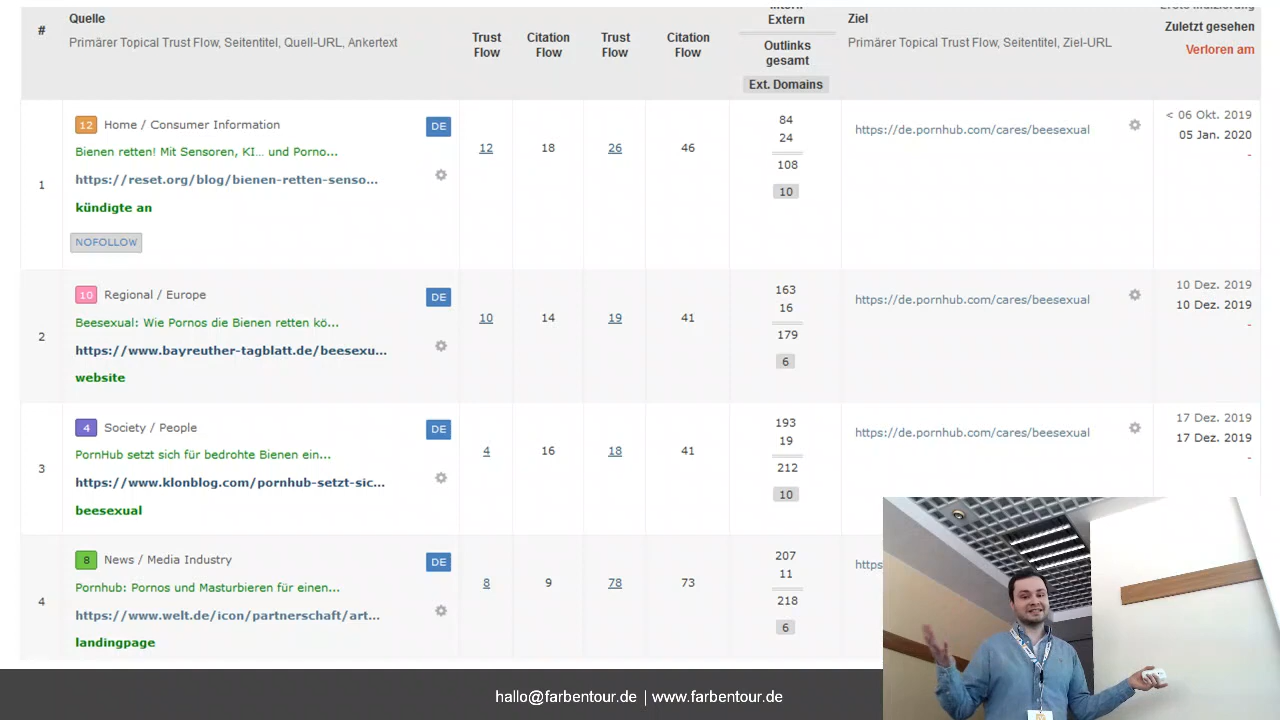 #
Quelle
Primärer Topical Trust Flow, Seitentitel, Quell-URL, Ankertext
Trust
Flow
Citation
Flow
Trust
Flow
Citation
Flow
Extern
Outlinks
gesamt
Ext. Domains
Ziel
Primärer Topical Trust Flow, Seitentitel, Ziel-URL
Zuletzt gesehen
Verloren am
1
12 Home / Consumer Information
DE
Bienen retten! Mit Sensoren, KI... und Porno...
https://reset.org/blog/bienen-retten-senso...
kündigte an
NOFOLLOW
12
18
26
46
84
24
108
10
https://de.pornhub.com/cares/beesexual
< 06 Okt. 2019
05 Jan. 2020
-
2
10 Regional / Europe
DE
Beesexual: Wie Pornos die Bienen retten kö...
https://www.bayreuther-tagblatt.de/beesexu...
website
10
14
19
41
163
16
179
6
https://de.pornhub.com/cares/beesexual
10 Dez. 2019
10 Dez. 2019
-
3
4 Society / People
DE
PornHub setzt sich für bedrohte Bienen ein...
https://www.klonblog.com/pornhub-setzt-sic...
beesexual
4
16
18
41
193
19
212
10
https://de.pornhub.com/cares/beesexual
17 Dez. 2019
17 Dez. 2019
-
4
8 News / Media Industry
DE
Pornhub: Pornos und Masturbieren für einen...
https://www.welt.de/icon/partnerschaft/art...
landingpage
8
9
78
73
207
11
218
6
https
hallo@farbentour.de | www.farbentour.de